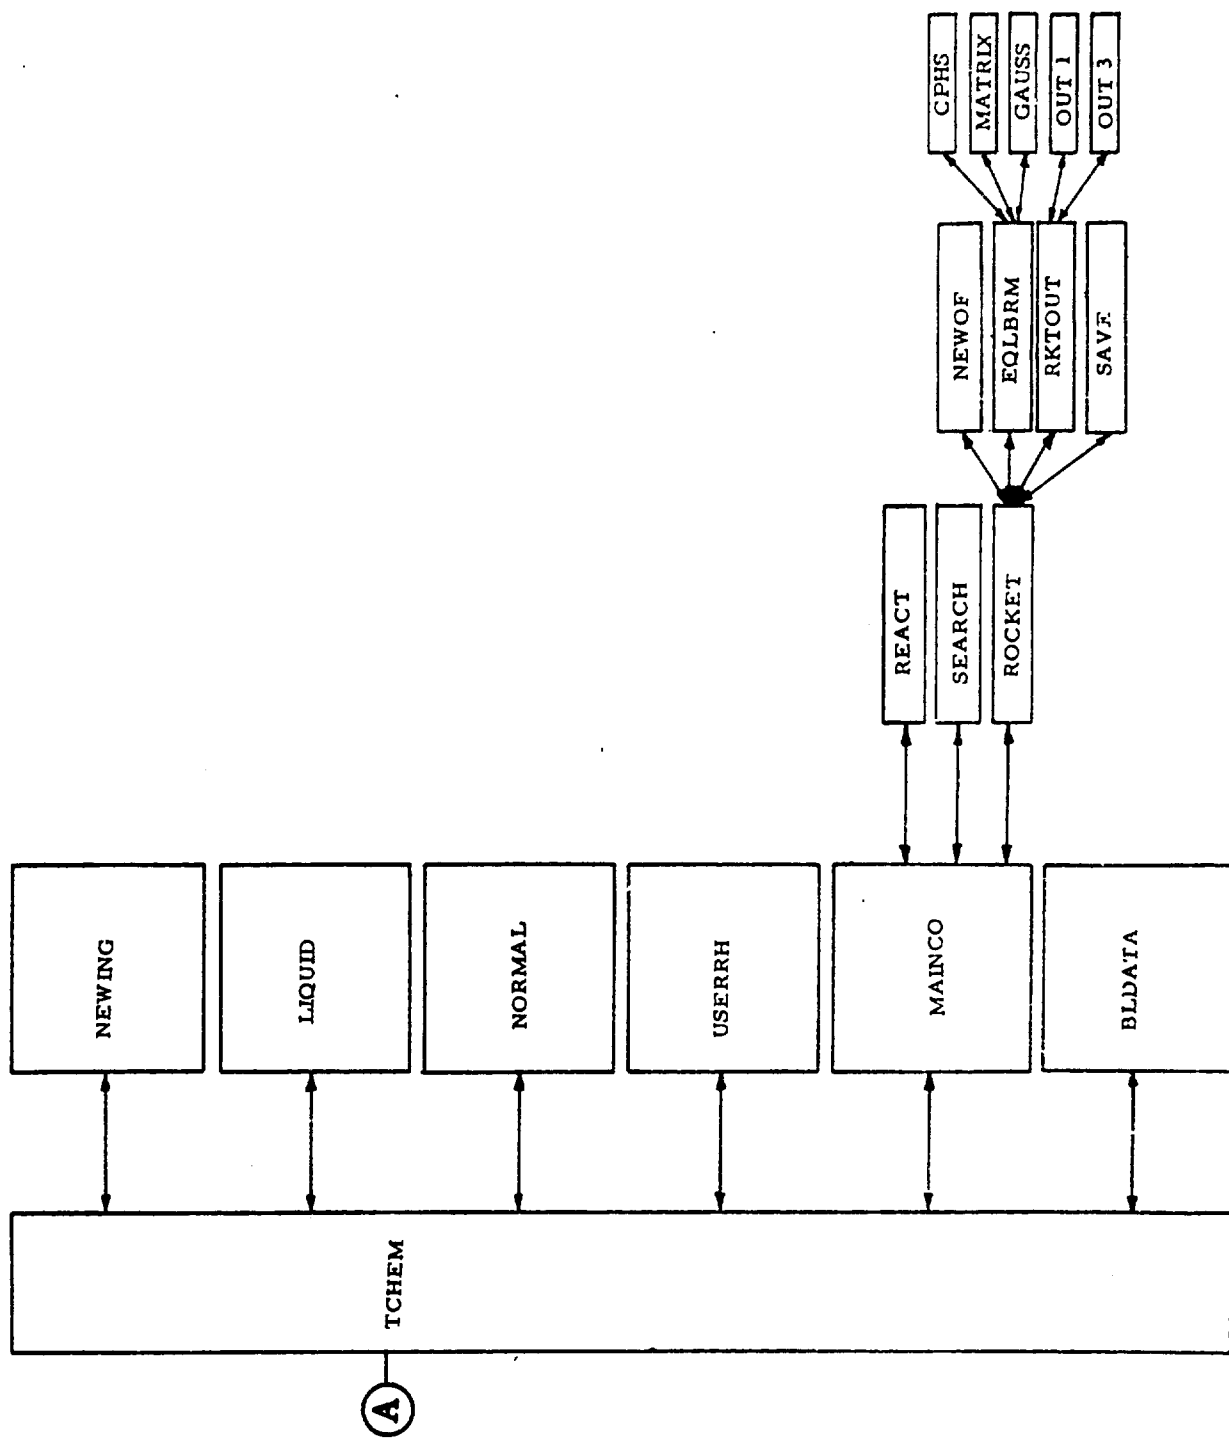 A
TCHEM
NEWING
LIQUID
NORMAL
USERRH
MAINCO
BLDATA
REACT
SEARCH
ROCKET
NEWOF
EQLBRM
RKTOUT
SAVE
CPHS
MATRIX
GAUSS
OUT 1
OUT 3